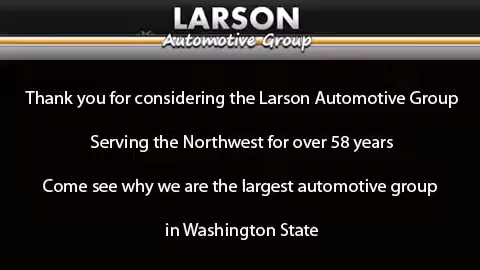 LARSON
Automotive Group
Thank you for considering the Larson Automotive Group
Serving the Northwest for over 58 years
Come see why we are the largest automotive group
in Washington State